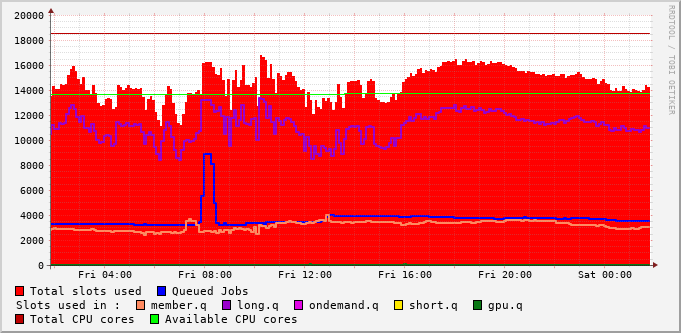 20000
18000
16000
14000
12000
10000
8000
6000
4000
2000
0
Fri 04:00 Fri 08:00 Fri 12:00 Fri 16:00 Fri 20:00 Sat 00:00
RRDTOOL / TOBI OETIKER
Total slots used Queued Jobs
Slots used in : member.q long.q ondemand.q short.q gpu.q
Total CPU cores Available CPU cores